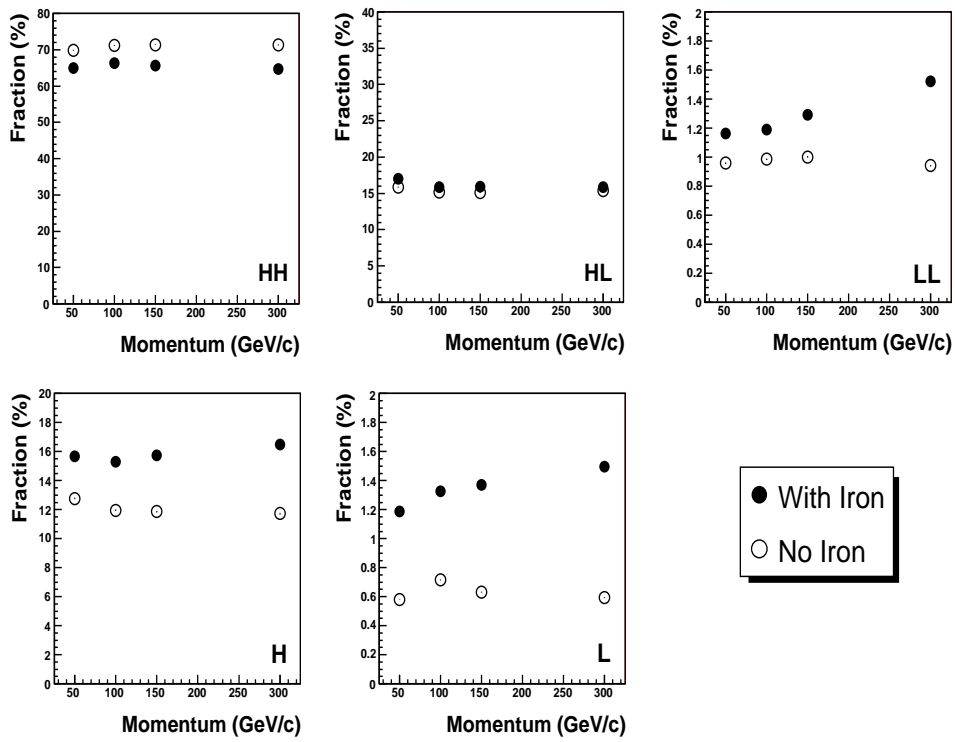 Fraction (%)
80
70
60
50
40
30
20
10
0
50 100 150 200 250 300
HH
Momentum (GeV/c)
Fraction (%)
40
35
30
25
20
15
10
5
0
50 100 150 200 250 300
HL
Momentum (GeV/c)
Fraction (%)
2
1.8
1.6
1.4
1.2
1
0.8
0.6
0.4
0.2
0
50 100 150 200 250 300
LL
Momentum (GeV/c)
Fraction (%)
20
18
16
14
12
10
8
6
4
2
0
50 100 150 200 250 300
H
Momentum (GeV/c)
Fraction (%)
2
1.8
1.6
1.4
1.2
1
0.8
0.6
0.4
0.2
0
50 100 150 200 250 300
L
Momentum (GeV/c)
With Iron
No Iron